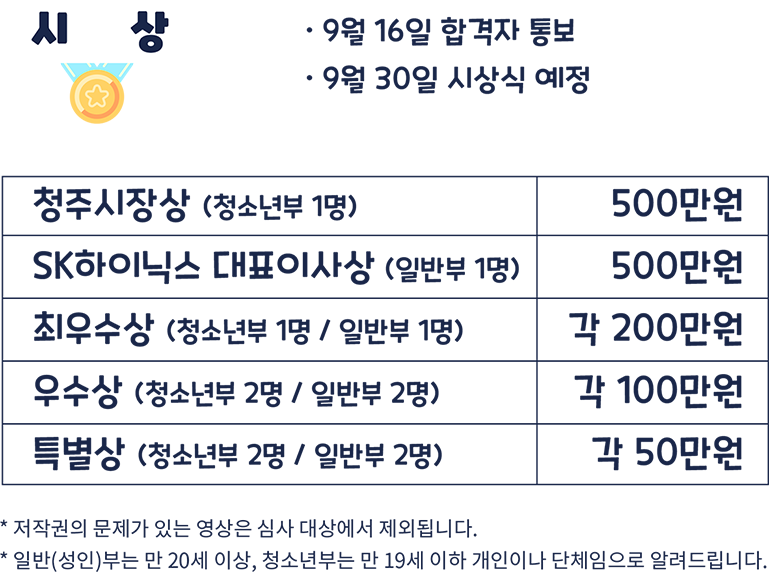 시 상
· 9월 16일 합격자 통보
· 9월 30일 시상식 예정
청주시장상 (청소년부 1명) 500만원
SK하이닉스 대표이사상 (일반부 1명) 500만원
최우수상 (청소년부 1명 / 일반부 1명) 각 200만원
우수상 (청소년부 2명 / 일반부 2명) 각 100만원
특별상 (청소년부 2명 / 일반부 2명) 각 50만원
* 저작권의 문제가 있는 영상은 심사 대상에서 제외됩니다.
* 일반(성인)부는 만 20세 이상, 청소년부는 만 19세 이하 개인이나 단체임으로 알려드립니다.